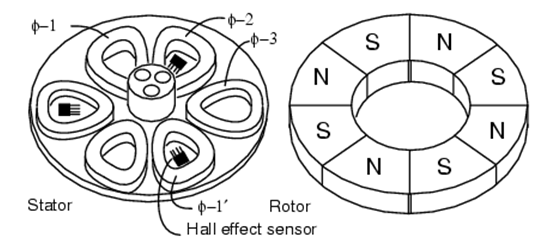 ϕ-1
ϕ-2
ϕ-3
S
N
N
S
S
N
N
S
Stator
ϕ-1′
Rotor
Hall effect sensor